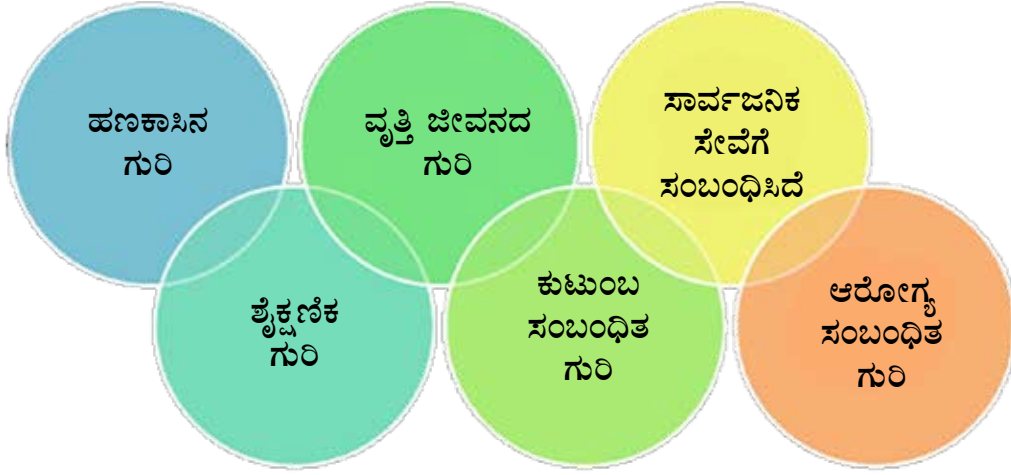 ಹಣಕಾಸಿನ
ಗುರಿ
ವೃತ್ತಿ ಜೀವನದ
ಗುರಿ
ಸಾರ್ವಜನಿಕ
ಸೇವೆಗೆ
ಸಂಬಂಧಿಸಿದೆ
ಶೈಕ್ಷಣಿಕ
ಗುರಿ
ಕುಟುಂಬ
ಸಂಬಂಧಿತ
ಗುರಿ
ಆರೋಗ್ಯ
ಸಂಬಂಧಿತ
ಗುರಿ